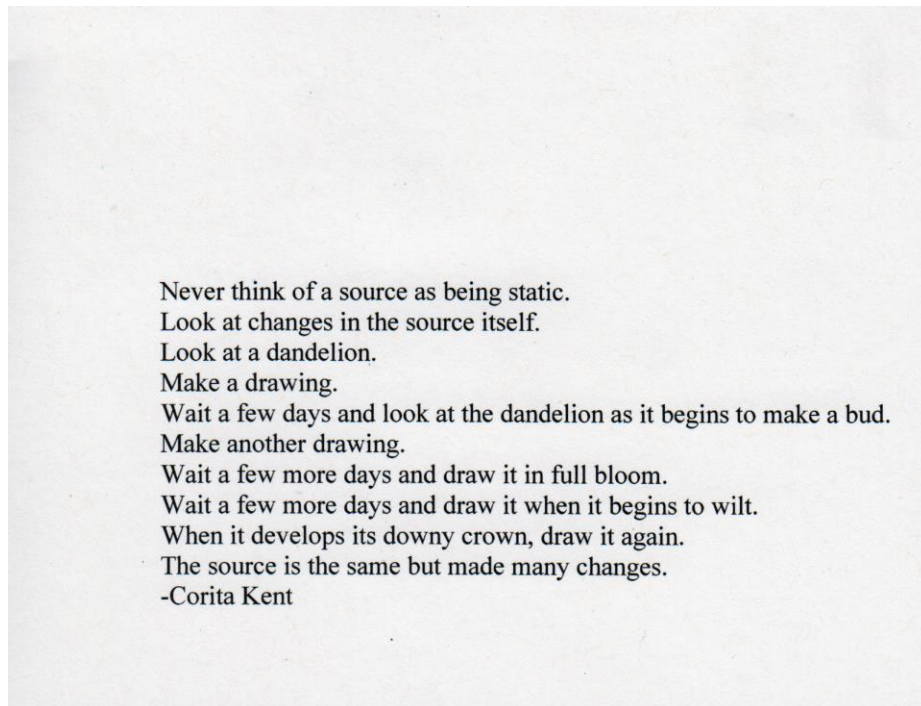 Never think of a source as being static.
Look at changes in the source itself.
Look at a dandelion.
Make a drawing.
Wait a few days and look at the dandelion as it begins to make a bud.
Make another drawing.
Wait a few more days and draw it in full bloom.
Wait a few more days and draw it when it begins to wilt.
When it develops its downy crown, draw it again.
The source is the same but made many changes.
-Corita Kent